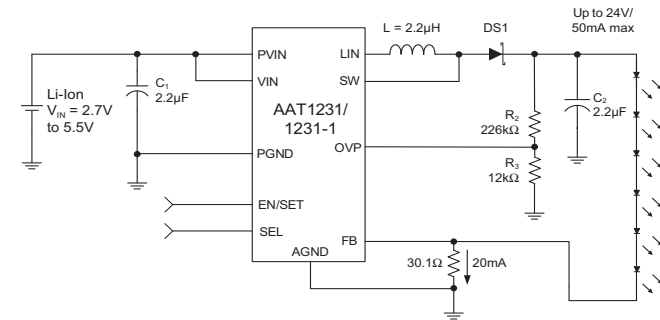 Up to 24V/
50mA max
L = 2.2µH
DS1
PVIN
LIN
VIN
SW
C1
2.2µF
Li-Ion
VIN = 2.7V
to 5.5V
AAT1231/
1231-1
R2
226kΩ
C2
2.2µF
PGND
OVP
R3
12kΩ
EN/SET
SEL
FB
AGND
30.1Ω
20mA